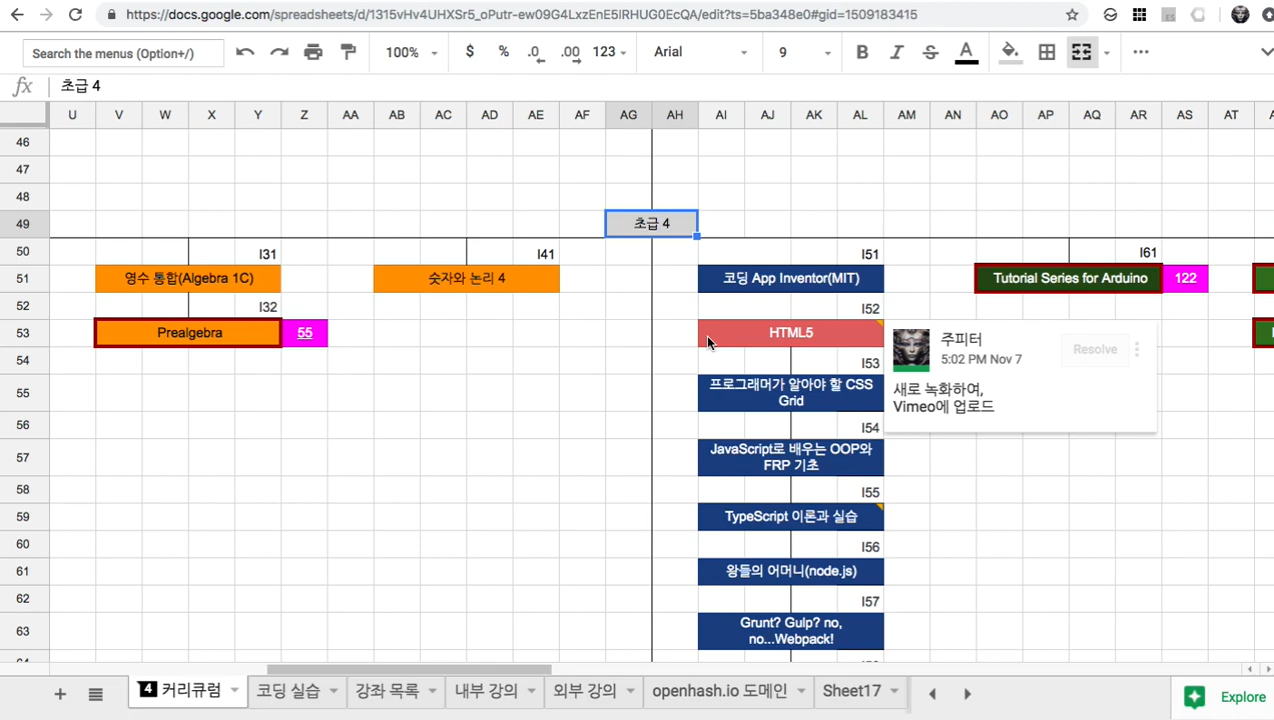 https://docs.google.com/spreadsheets/d/1315vHv4UHXSr5_oPutr-ew09G4LxzEnE5lRHUG0EcQA/edit?ts=5ba348e0#gid=1509183415
Search the menus (Option+/)
100%
$
%
.0
.00
123
Arial
9
B
I
S
A
fx
초급 4
U V W X Y Z AA AB AC AD AE AF AG AH AI AJ AK AL AM AN AO AP AQ AR AS AT
46
47
48
49
초급 4
50
I31
I41
I51
I61
51
영수 통합(Algebra 1C)
숫자와 논리 4
코딩 App Inventor(MIT)
Tutorial Series for Arduino
122
52
I32
I52
53
Prealgebra
55
HTML5
주피터
5:02 PM Nov 7
Resolve
새로 녹화하여,
Vimeo에 업로드
54
I53
55
프로그래머가 알아야 할 CSS
Grid
56
I54
57
JavaScript로 배우는 OOP와
FRP 기초
58
I55
59
TypeScript 이론과 실습
60
I56
61
왕들의 어머니(node.js)
62
I57
63
Grunt? Gulp? no,
no...Webpack!
4 커리큐럼
코딩 실습
강좌 목록
내부 강의
외부 강의
openhash.io 도메인
Sheet17
Explore